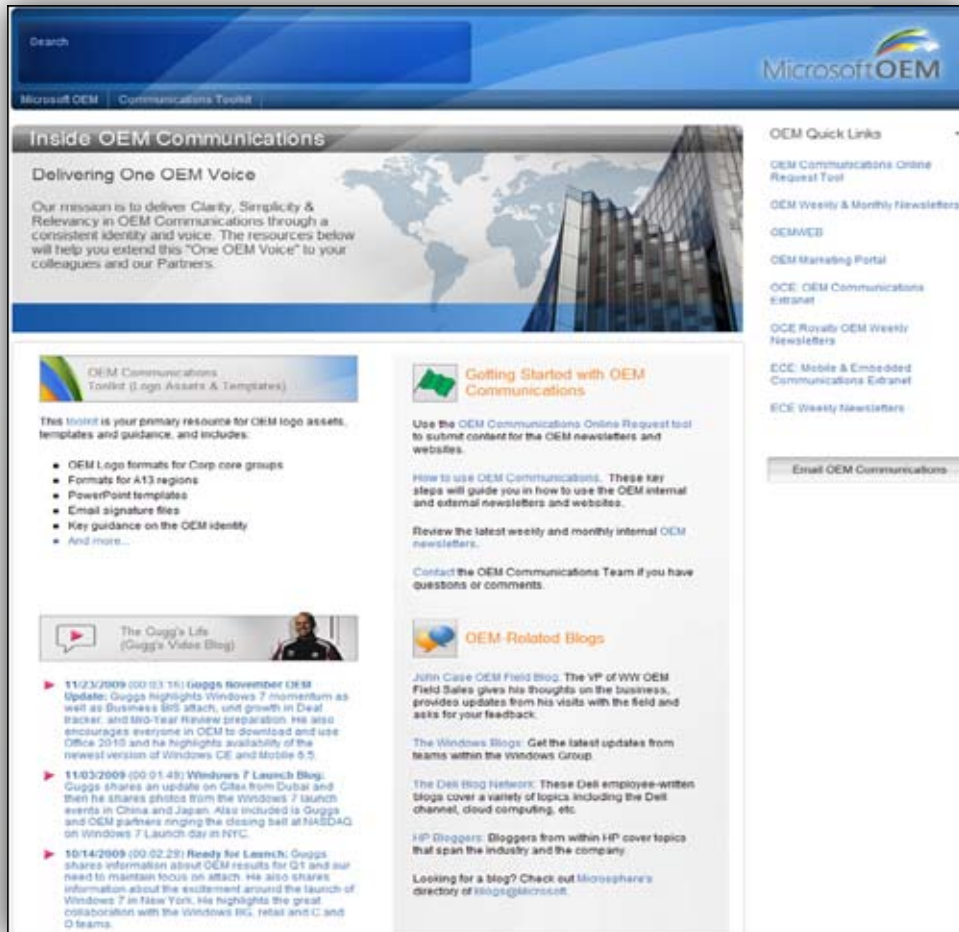 Search
Microsoft OEM
Microsoft OEM
Communications Toolkit
Inside OEM Communications
Delivering One OEM Voice
Our mission is to deliver Clarity, Simplicity &
Relevancy in OEM Communications through a
consistent identity and voice. The resources below
will help you extend this "One OEM Voice" to your
colleagues and our Partners.
OEM Communications
Toolkit (Logo Assets & Templates)
This toolkit is your primary resource for OEM logo assets,
templates and guidance, and includes:
OEM Logo formats for Corp core groups
Formats for A13 regions
PowerPoint templates
Email signature files
Key guidance on the OEM identity
And more...
The Gugg's Life
(Gugg's Video Blog)
11/23/2009 (00:03:16) Guggs November OEM
Update: Guggs highlights Windows 7 momentum as
well as Business BIS attach, unit growth in Deal
tracker, and Mid-Year Review preparation. He also
encourages everyone in OEM to download and use
Office 2010 and he highlights availability of the
newest version of Windows CE and Mobile 6.5.
11/03/2009 (00:01:48) Windows 7 Launch Blog:
Guggs shares an update on Gitex from Dubai and
then he shares photos from the Windows 7 launch
events in China and Japan. Also included is Guggs
and OEM partners ringing the closing bell at NASDAQ
on Windows 7 Launch day in NYC.
10/14/2009 (00:02:28) Ready for Launch: Guggs
shares information about OEM results for Q1 and our
need to maintain focus on attach. He also shares
information about the excitement around the launch of
Windows 7 in New York. He highlights the great
collaboration with the Windows BG, retail and C and
O teams.
Getting Started with OEM
Communications
Use the OEM Communications Online Request tool
to submit content for the OEM newsletters and
websites.
How to use OEM Communications. These key
steps will guide you in how to use the OEM internal
and external newsletters and websites.
Review the latest weekly and monthly internal OEM
newsletters.
Contact the OEM Communications Team if you have
questions or comments.
OEM-Related Blogs
John Case OEM Field Blog: The VP of WW OEM
Field Sales gives his thoughts on the business,
provides updates from his visits with the field and
asks for your feedback.
The Windows Blogs: Get the latest updates from
teams within the Windows Group.
The Dell Blog Network: These Dell employee-written
blogs cover a variety of topics including the Dell
channel, cloud computing, etc.
HP Bloggers: Bloggers from within HP cover topics
that span the industry and the company.
Looking for a blog? Check out Microsphere's
directory of blogs@Microsoft.
OEM Quick Links
OEM Communications Online
Request Tool
OEM Weekly & Monthly Newsletters
OEMWEB
OEM Marketing Portal
OCE: OEM Communications
Extranet
OCE Royalty OEM Weekly
Newsletters
ECE: Mobile & Embedded
Communications Extranet
ECE Weekly Newsletters
Email OEM Communications